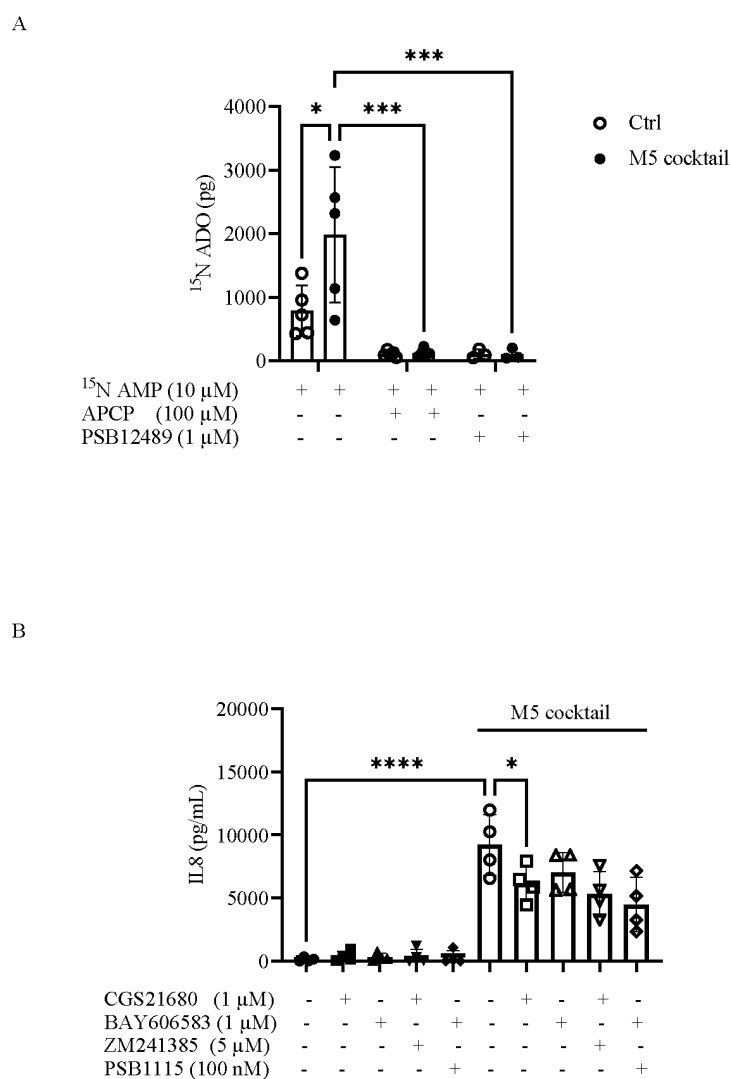 A
***
* ***
4000
3000
2000
1000
0
¹⁵N ADO (pg)
Ctrl
M5 cocktail
¹⁵N AMP (10 µM) + + + + + +
APCP (100 µM) - - + + - -
PSB12489 (1 µM) - - - - + +
B
M5 cocktail
**** *
20000
15000
10000
5000
0
IL8 (pg/mL)
CGS21680 (1 µM) - + - + - - + - + -
BAY606583 (1 µM) - - + - + - - + - +
ZM241385 (5 µM) - - - + - - - - + -
PSB1115 (100 nM) - - - - + - - - - +